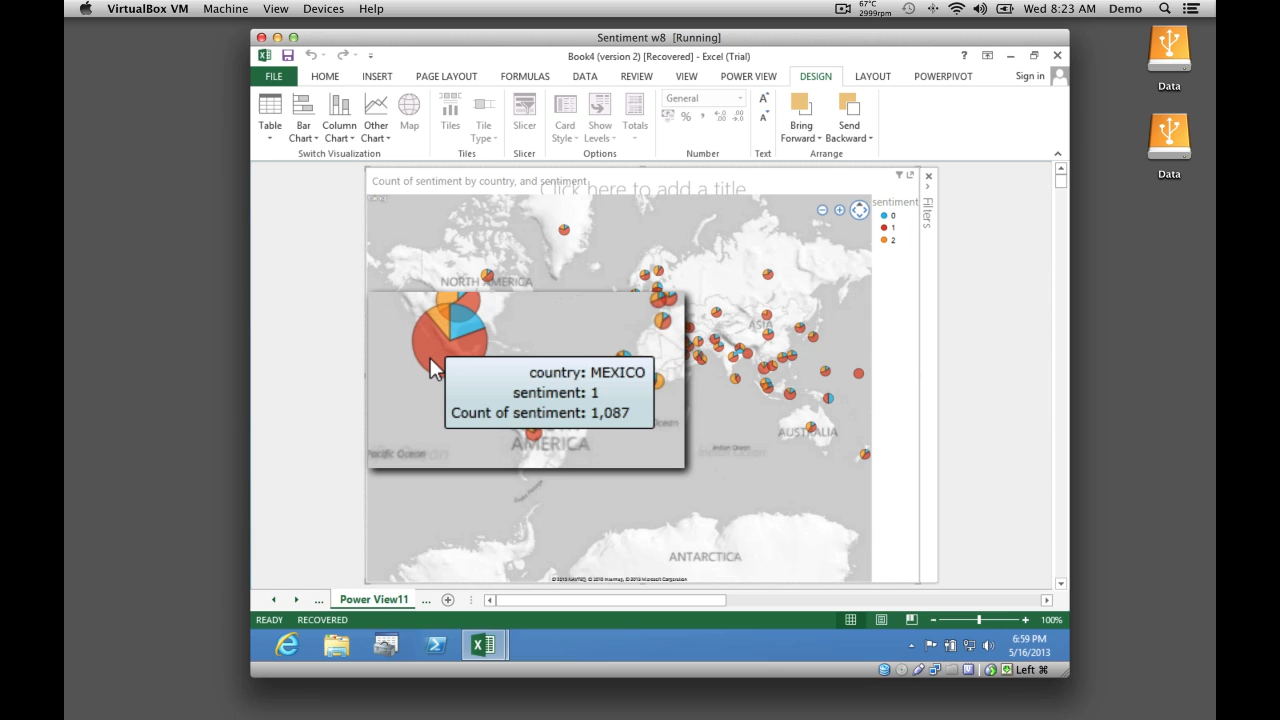 VirtualBox VM Machine View Devices Help
67°C
2999rpm
Wed 8:23 AM Demo
Sentiment w8 [Running]
Book4 (version 2) [Recovered] - Excel (Trial)
FILE HOME INSERT PAGE LAYOUT FORMULAS DATA REVIEW VIEW POWER VIEW DESIGN LAYOUT POWERPIVOT Sign in
Table Bar Chart Column Chart Other Chart Map Tiles Tile Type Slicer Card Style Show Levels Totals General Bring Forward Send Backward
Switch Visualization Tiles Slicer Options Number Text Arrange
Click here to add a title
Count of sentiment by country, and sentiment
sentiment
0
1
2
Filters
NORTH AMERICA
ASIA
country: MEXICO
sentiment: 1
Count of sentiment: 1,087
Ocean
AMERICA
AUSTRALIA
Pacific Ocean
Indian Ocean
ANTARCTICA
Power View11
READY RECOVERED 100%
6:59 PM
5/16/2013
Left ⌘
Data
Data